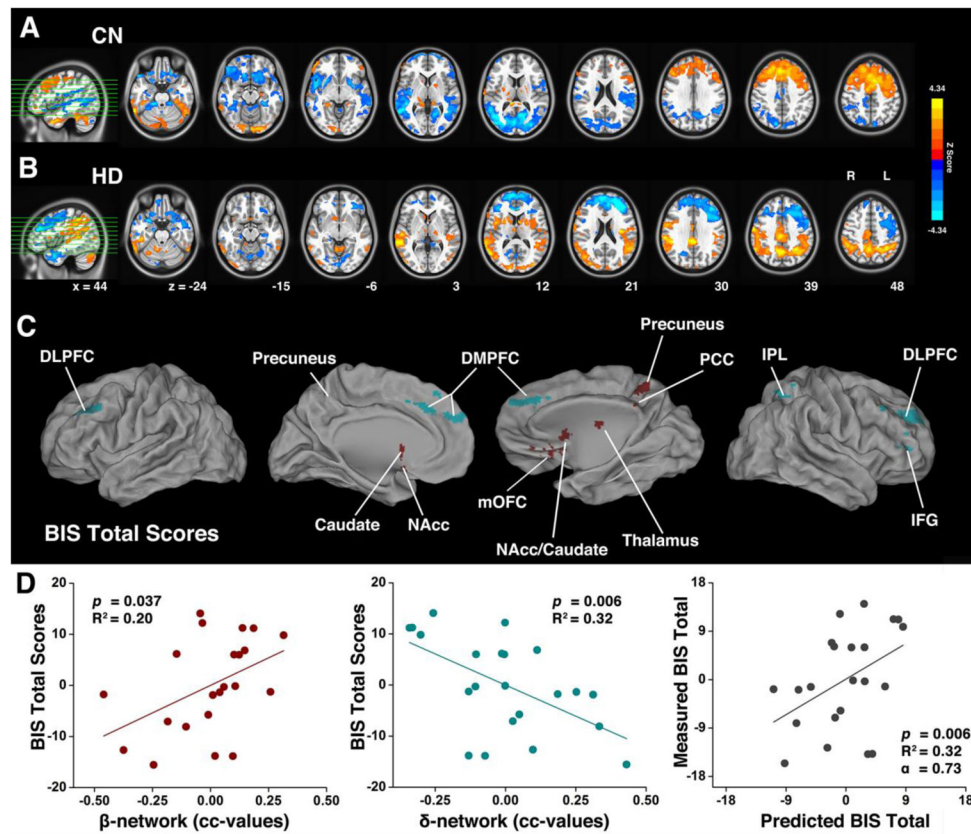 A
CN
4.34
Z Score
-4.34
B
HD
R L
x = 44 z = -24 -15 -6 3 12 21 30 39 48
C
DLPFC Precuneus DMPFC Precuneus PCC IPL DLPFC
Caudate NAcc mOFC NAcc/Caudate Thalamus IFG
BIS Total Scores
D
BIS Total Scores
20
10
0
-10
-20
p = 0.037
R² = 0.20
-0.50 -0.25 0.00 0.25 0.50
β-network (cc-values)
BIS Total Scores
20
10
0
-10
-20
p = 0.006
R² = 0.32
-0.25 0.00 0.25 0.50
δ-network (cc-values)
Measured BIS Total
18
9
0
-9
-18
p = 0.006
R² = 0.32
α = 0.73
-18 -9 0 9 18
Predicted BIS Total